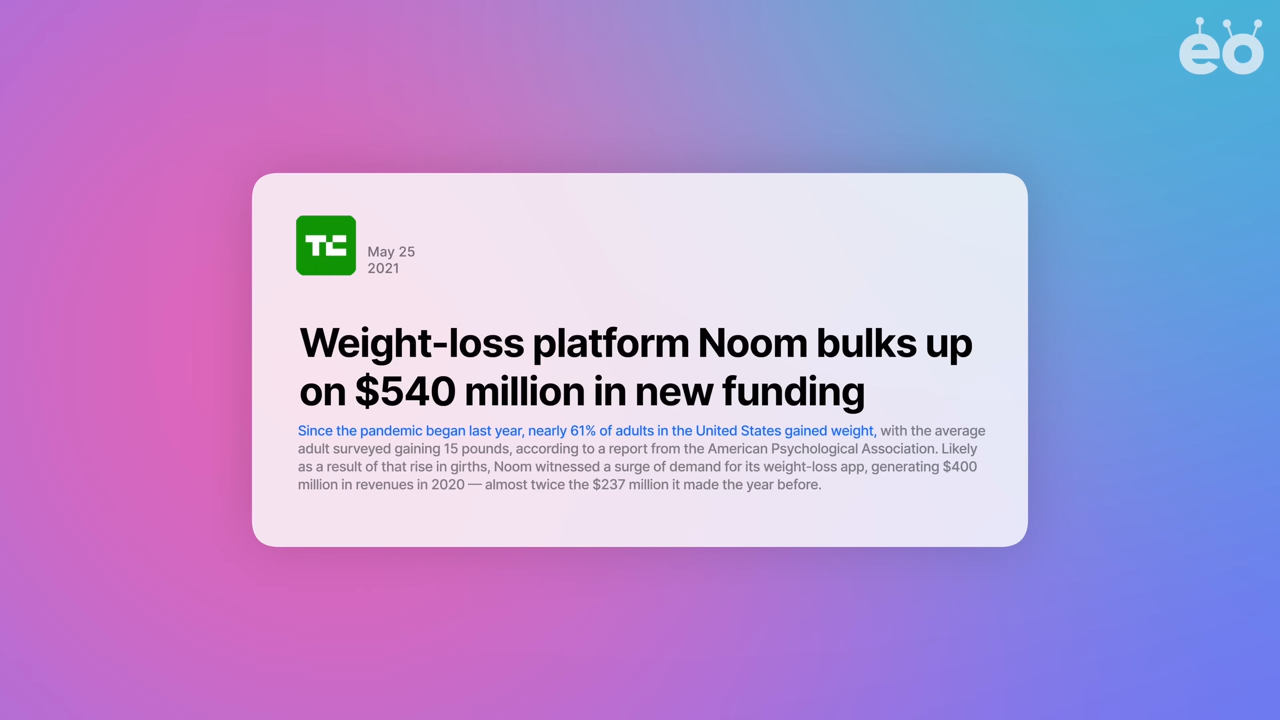 eo
TC
May 25
2021
Weight-loss platform Noom bulks up
on $540 million in new funding
Since the pandemic began last year, nearly 61% of adults in the United States gained weight, with the average
adult surveyed gaining 15 pounds, according to a report from the American Psychological Association. Likely
as a result of that rise in girths, Noom witnessed a surge of demand for its weight-loss app, generating $400
million in revenues in 2020 — almost twice the $237 million it made the year before.